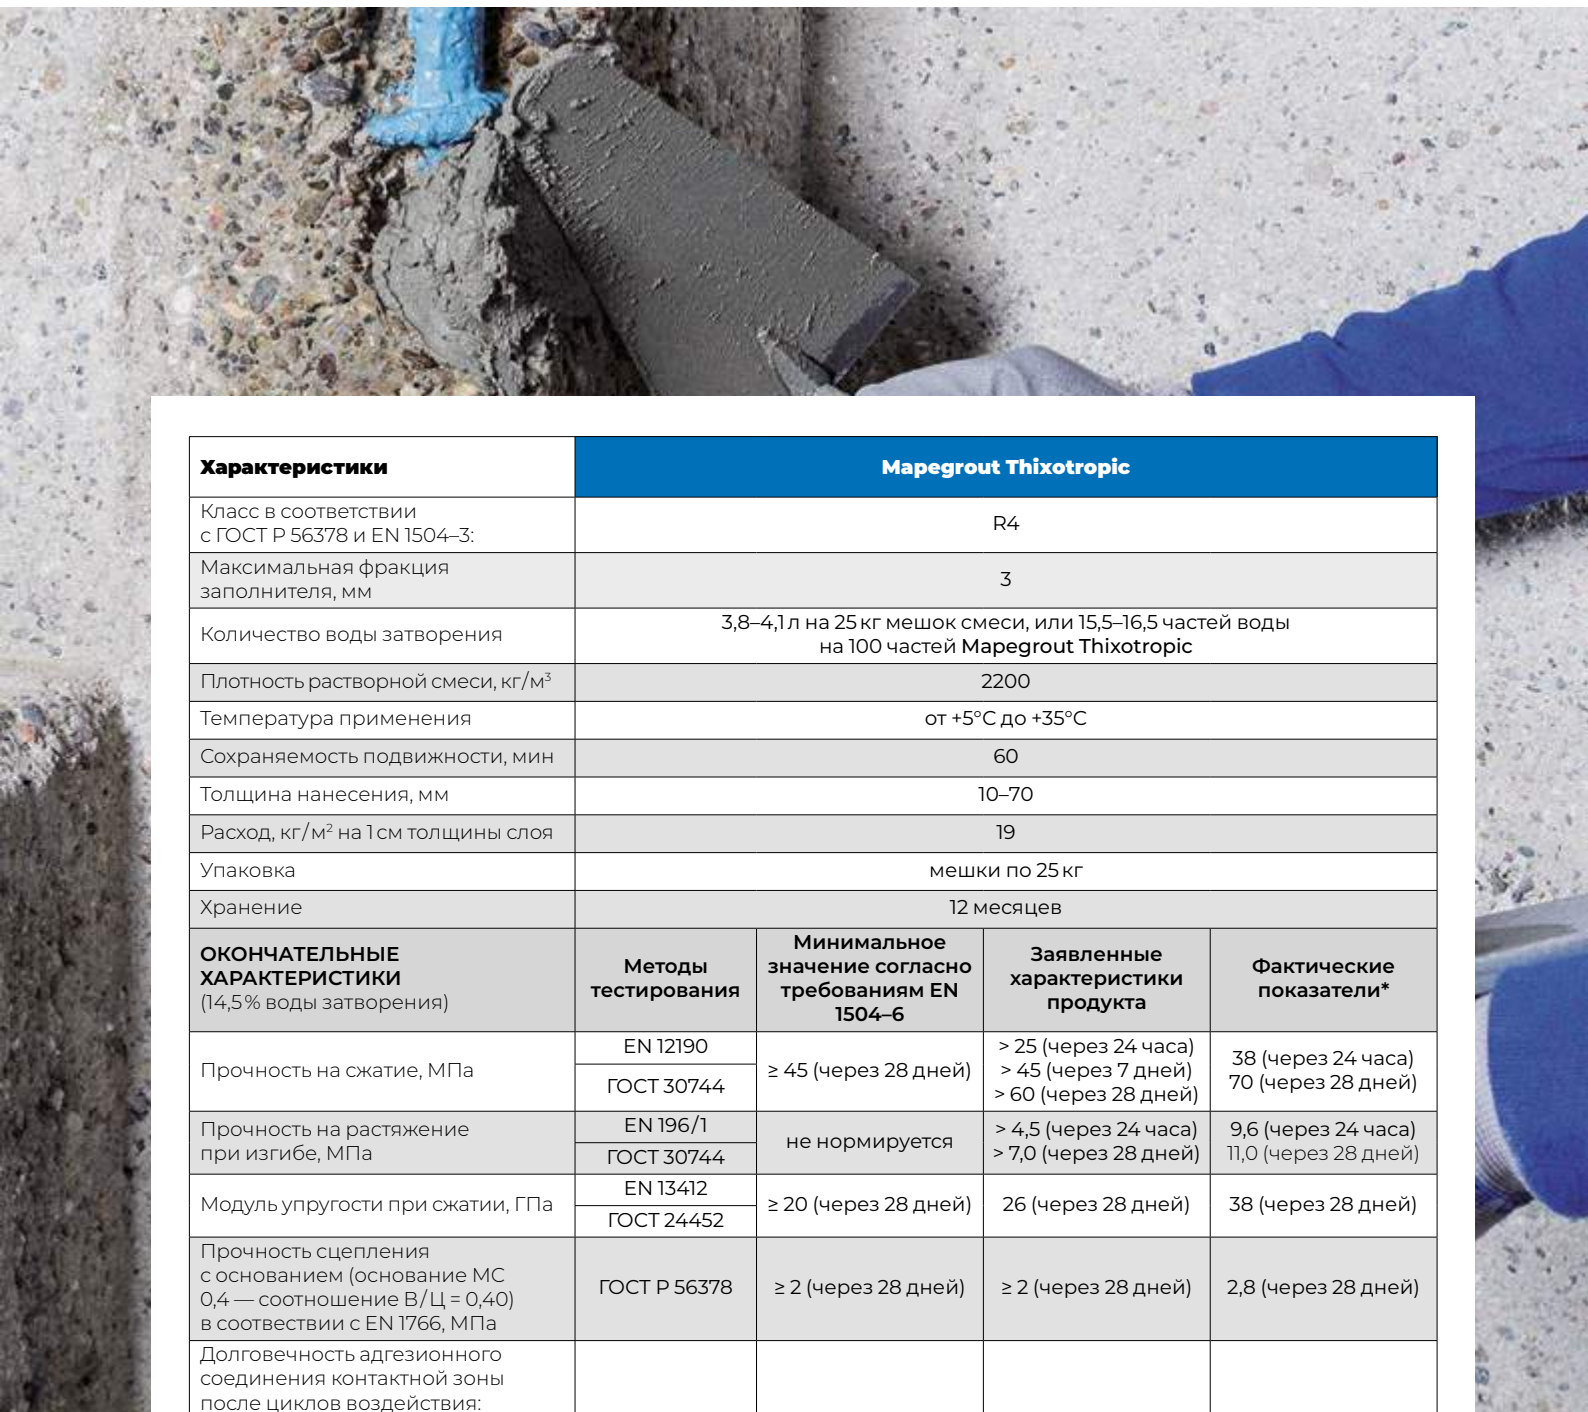 Характеристики
Mapegrout Thixotropic
Класс в соответствии
с ГОСТ Р 56378 и EN 1504–3:
R4
Максимальная фракция
заполнителя, мм
3
Количество воды затворения
3,8–4,1 л на 25 кг мешок смеси, или 15,5–16,5 частей воды
на 100 частей Mapegrout Thixotropic
Плотность растворной смеси, кг/м³
2200
Температура применения
от +5°C до +35°C
Сохраняемость подвижности, мин
60
Толщина нанесения, мм
10–70
Расход, кг/м² на 1 см толщины слоя
19
Упаковка
мешки по 25 кг
Хранение
12 месяцев
ОКОНЧАТЕЛЬНЫЕ
ХАРАКТЕРИСТИКИ
(14,5 % воды затворения)
Методы
тестирования
Минимальное
значение согласно
требованиям EN
1504–6
Заявленные
характеристики
продукта
Фактические
показатели*
Прочность на сжатие, МПа
EN 12190
ГОСТ 30744
≥ 45 (через 28 дней)
> 25 (через 24 часа)
> 45 (через 7 дней)
> 60 (через 28 дней)
38 (через 24 часа)
70 (через 28 дней)
Прочность на растяжение
при изгибе, МПа
EN 196/1
ГОСТ 30744
не нормируется
> 4,5 (через 24 часа)
> 7,0 (через 28 дней)
9,6 (через 24 часа)
11,0 (через 28 дней)
Модуль упругости при сжатии, ГПа
EN 13412
ГОСТ 24452
≥ 20 (через 28 дней)
26 (через 28 дней)
38 (через 28 дней)
Прочность сцепления
с основанием (основание МС
0,4 — соотношение В/Ц = 0,40)
в соотвествии с EN 1766, МПа
ГОСТ Р 56378
≥ 2 (через 28 дней)
≥ 2 (через 28 дней)
2,8 (через 28 дней)
Долговечность адгезионного
соединения контактной зоны
после циклов воздействия: